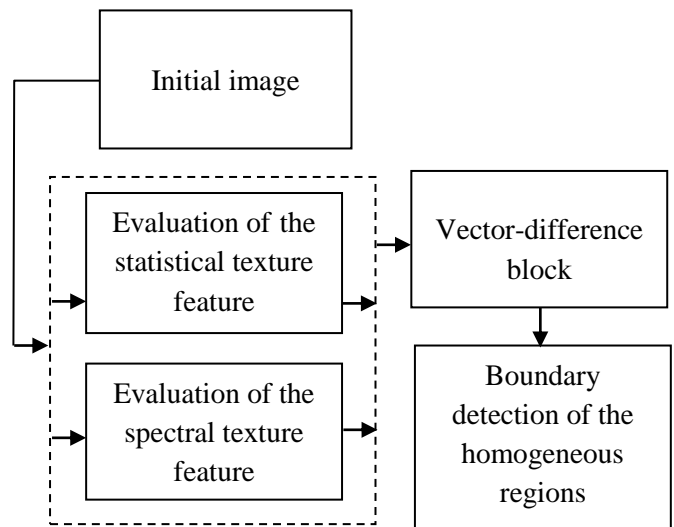 Initial image
Evaluation of the
statistical texture
feature
Evaluation of the
spectral texture
feature
Vector-difference
block
Boundary
detection of the
homogeneous
regions